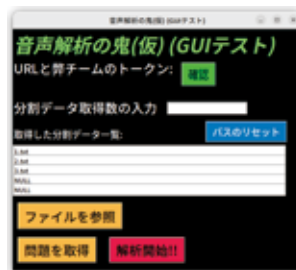 音声解析の鬼(仮) (GUIテスト)
音声解析の鬼(仮) (GUIテスト)
URLと弊チームのトークン: 確認
分割データ取得数の入力
取得した分割データ一覧: パスのリセット
1.txt
2.txt
3.txt
NULL
NULL
ファイルを参照
問題を取得 解析開始!!